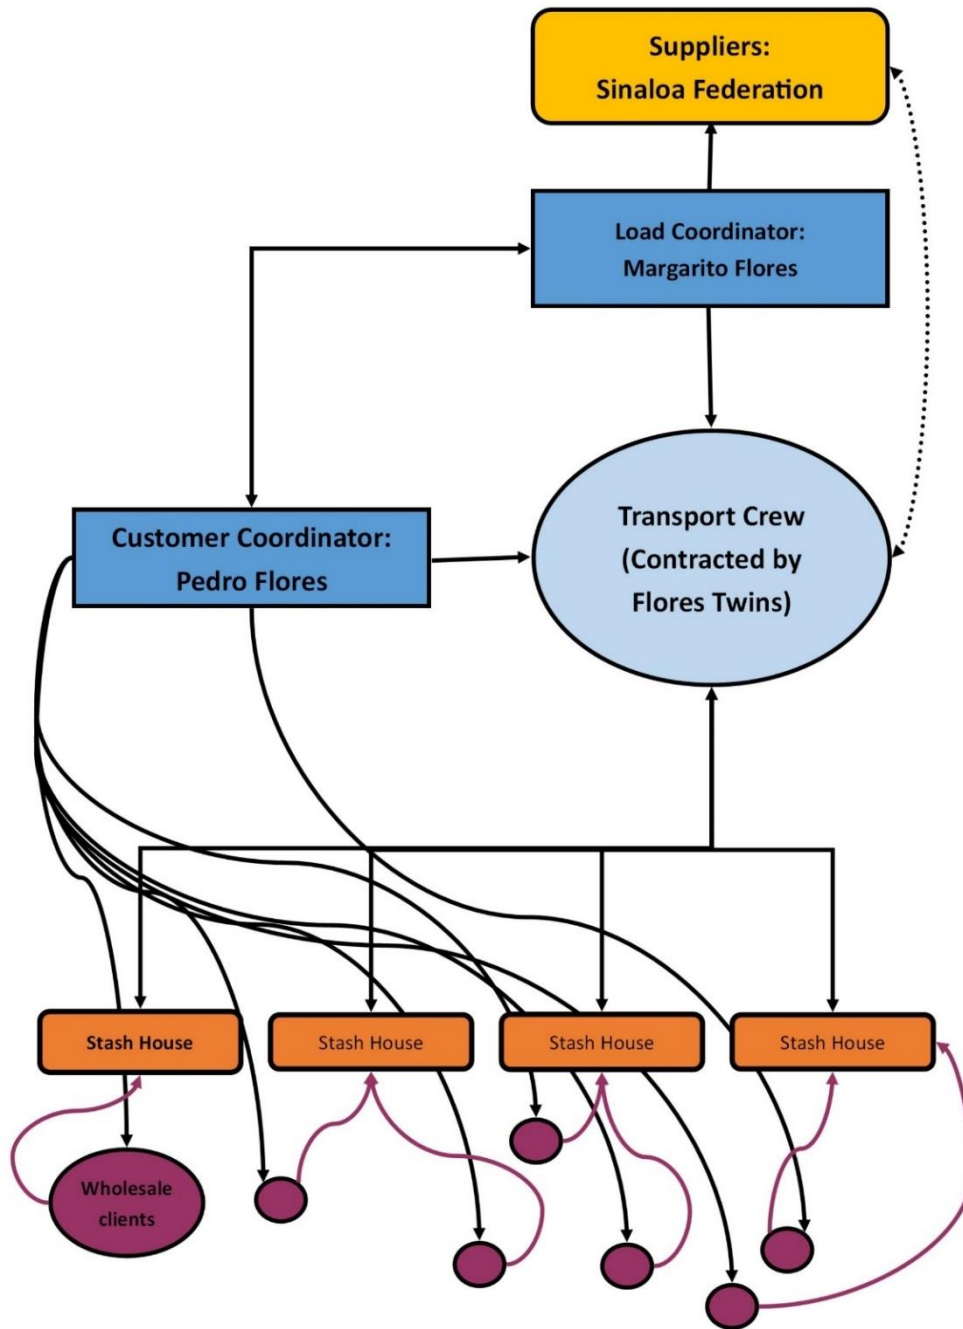 Suppliers:
Sinaloa Federation
Load Coordinator:
Margarito Flores
Customer Coordinator:
Pedro Flores
Transport Crew
(Contracted by
Flores Twins)
Stash House
Stash House
Stash House
Stash House
Wholesale
clients